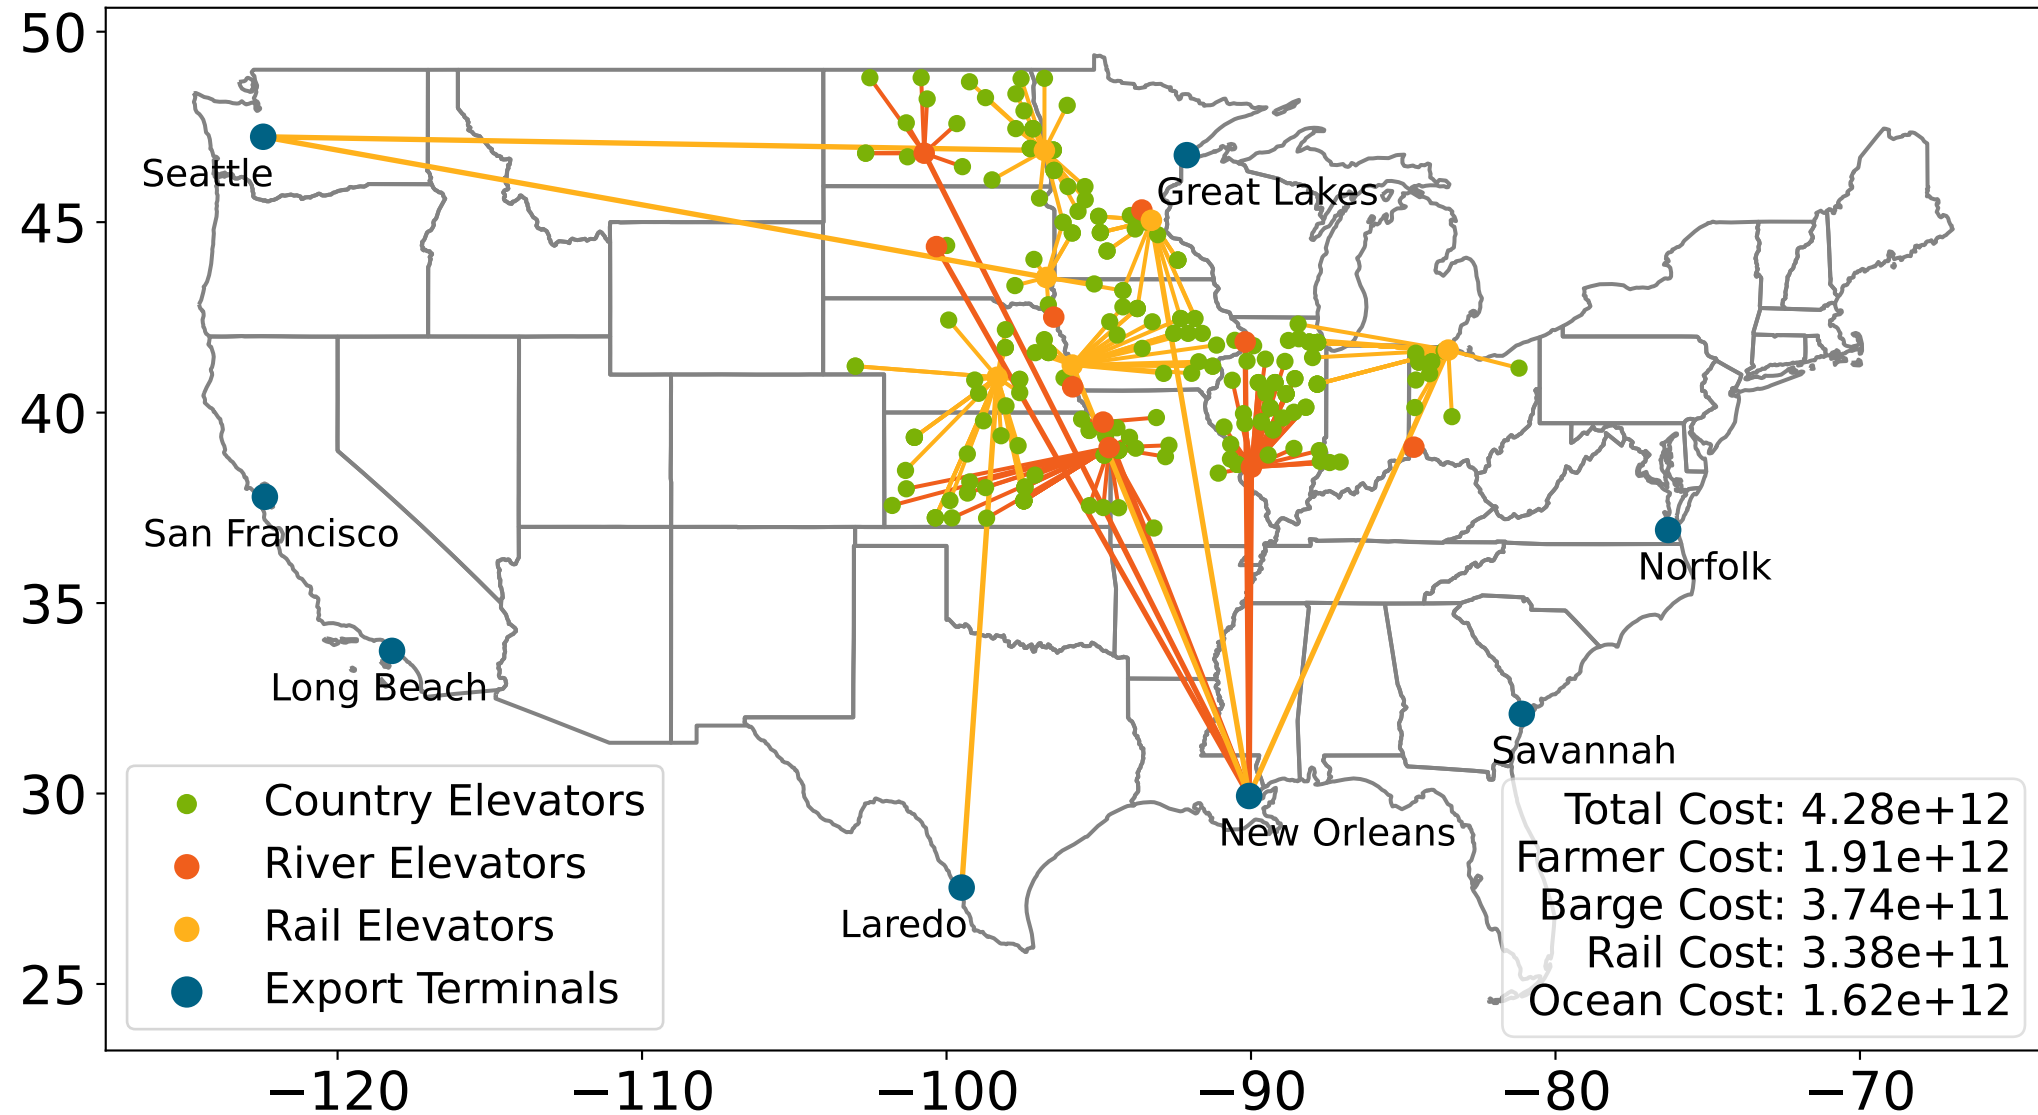 50
45
40
35
30
25
Seattle
Great Lakes
San Francisco
Norfolk
Long Beach
Savannah
New Orleans
Laredo
Country Elevators
River Elevators
Rail Elevators
Export Terminals
Total Cost: 4.28e+12
Farmer Cost: 1.91e+12
Barge Cost: 3.74e+11
Rail Cost: 3.38e+11
Ocean Cost: 1.62e+12
−120
−110
−100
−90
−80
−70